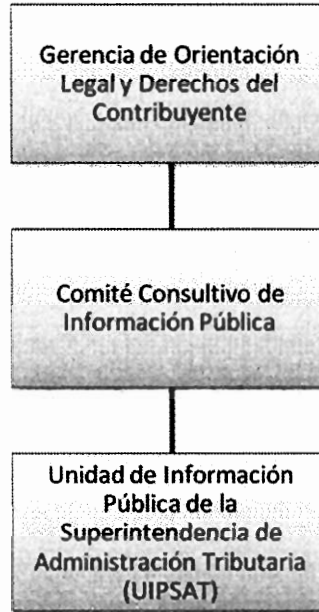 Gerencia de Orientación
Legal y Derechos del
Contribuyente
Comité Consultivo de
Información Pública
Unidad de Información
Pública de la
Superintendencia de
Administración Tributaria
(UIPSAT)